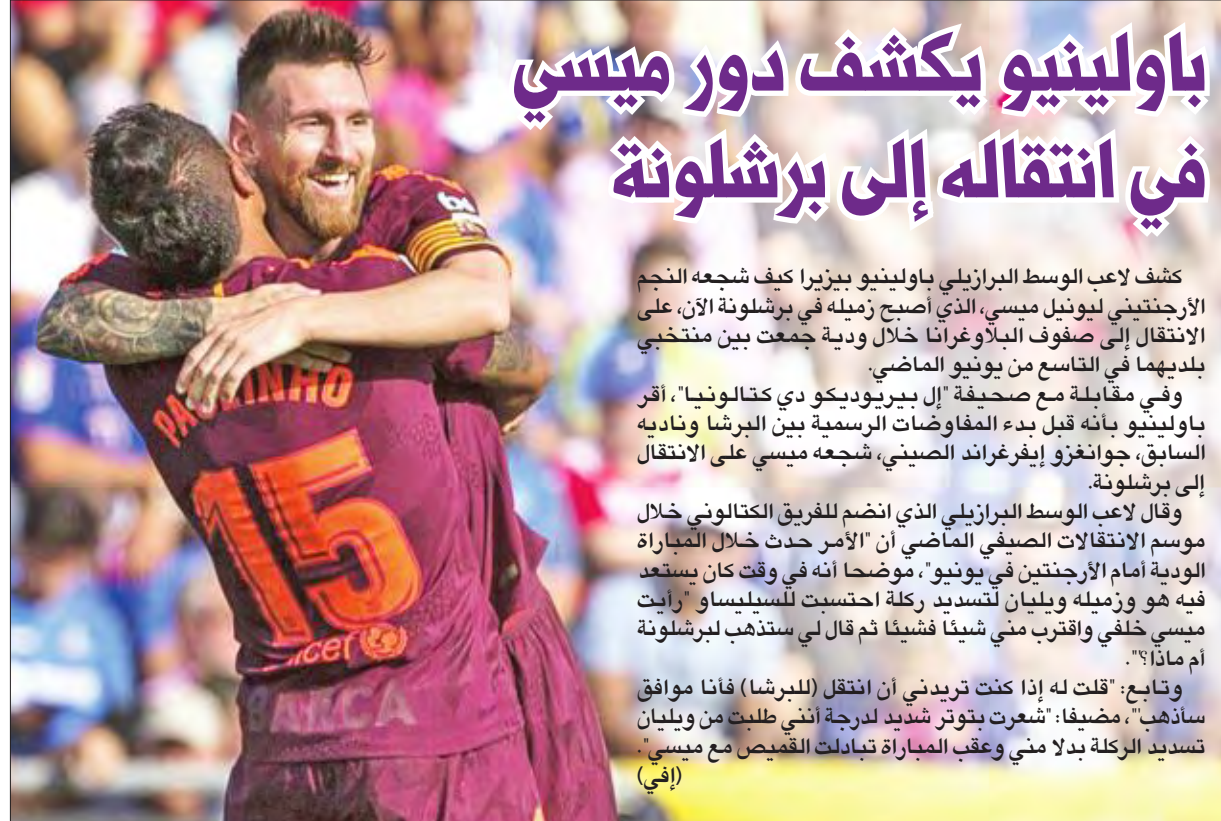 باولينيو يكشف دور ميسي
في انتقاله إلى برشلونة
كشف لاعب الوسط البرازيلي باولينيو بيزيرا كيف شجعه النجم
الأرجنتيني ليونيل ميسي، الذي أصبح زميله في برشلونة الآن، على
الانتقال إلى صفوف البلاوغرانا خلال ودية جمعت بين منتخبي
بلديهما في التاسع من يونيو الماضي.
وفي مقابلة مع صحيفة "إل بيريوديكو دي كتالونيا"، أقر
باولينيو بأنه قبل بدء المفاوضات الرسمية بين البرشا وناديه
السابق، جوانغزو إيفرغراند الصيني، شجعه ميسي على الانتقال
إلى برشلونة.
وقال لاعب الوسط البرازيلي الذي انضم للفريق الكتالوني خلال
موسم الانتقالات الصيفي الماضي أن "الأمر حدث خلال المباراة
الودية أمام الأرجنتين في يونيو"، موضحا أنه في وقت كان يستعد
فيه هو وزميله ويليان لتسديد ركلة احتسبت للسيليساو "رأيت
ميسي خلفي واقترب مني شيئا فشيئا ثم قال لي ستذهب لبرشلونة
أم ماذا؟".
وتابع: "قلت له إذا كنت تريدني أن انتقل (للبرشا) فأنا موافق
سأذهب"، مضيفا: "شعرت بتوتر شديد لدرجة أنني طلبت من ويليان
تسديد الركلة بدلا مني وعقب المباراة تبادلت القميص مع ميسي".
(إفي)
15
BARCA